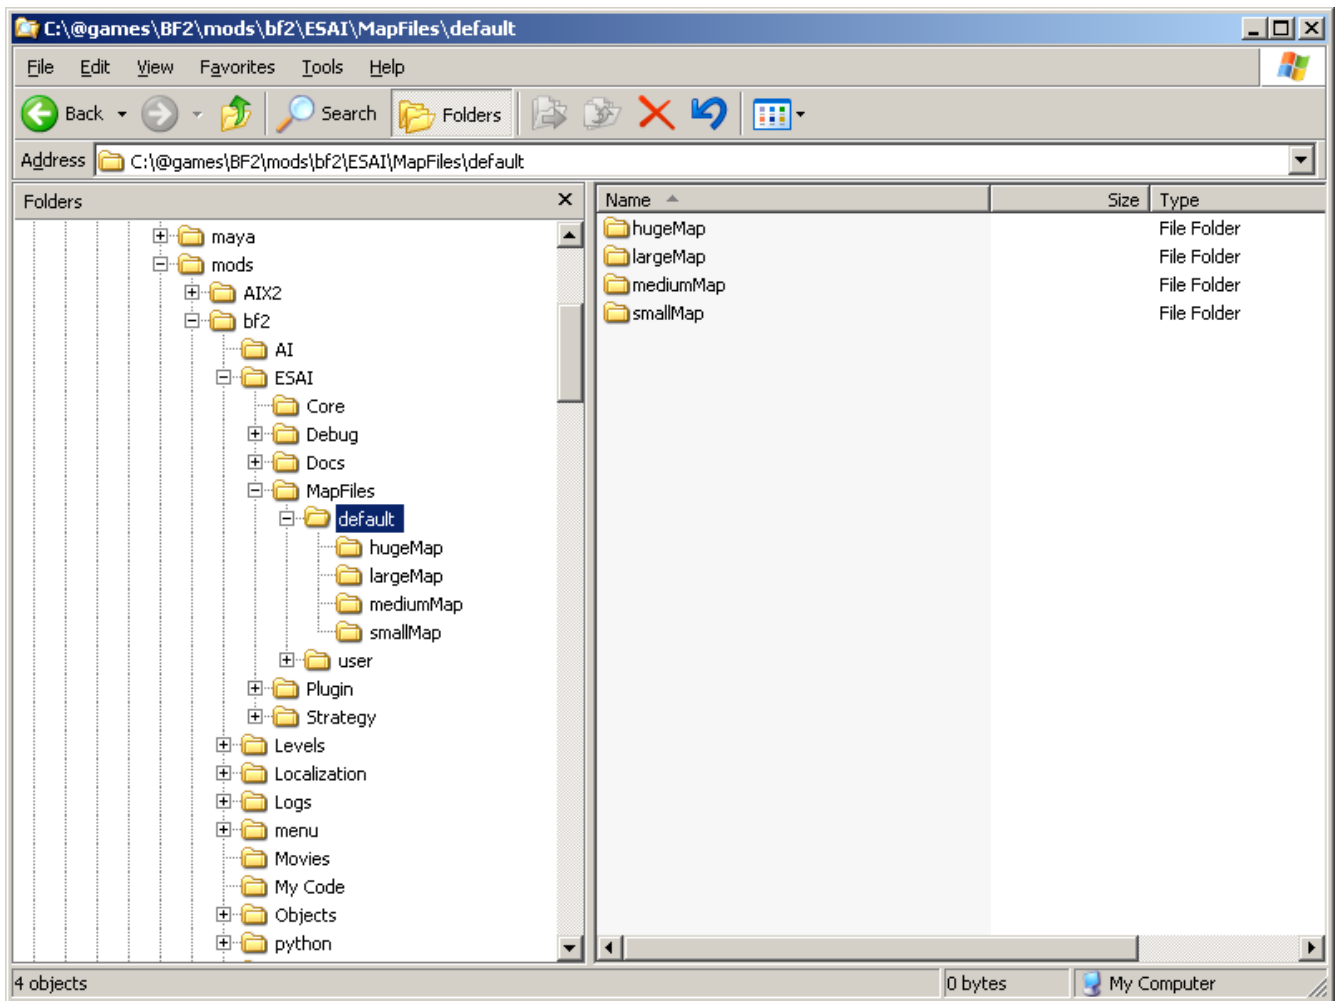 C:\@games\BF2\mods\bf2\ESAI\MapFiles\default
File Edit View Favorites Tools Help
Back Search Folders
Address C:\@games\BF2\mods\bf2\ESAI\MapFiles\default
Folders
maya
mods
AIX2
bf2
AI
ESAI
Core
Debug
Docs
MapFiles
default
hugeMap
largeMap
mediumMap
smallMap
user
Plugin
Strategy
Levels
Localization
Logs
menu
Movies
My Code
Objects
python
Name Size Type
hugeMap File Folder
largeMap File Folder
mediumMap File Folder
smallMap File Folder
4 objects 0 bytes My Computer